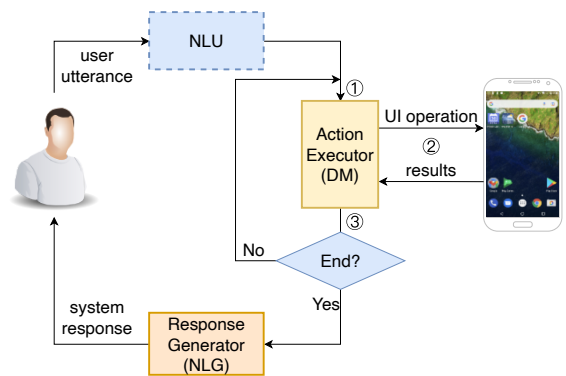 NLU
user
utterance
①
Action
Executor
(DM)
UI operation
②
results
③
No
End?
Yes
system
response
Response
Generator
(NLG)